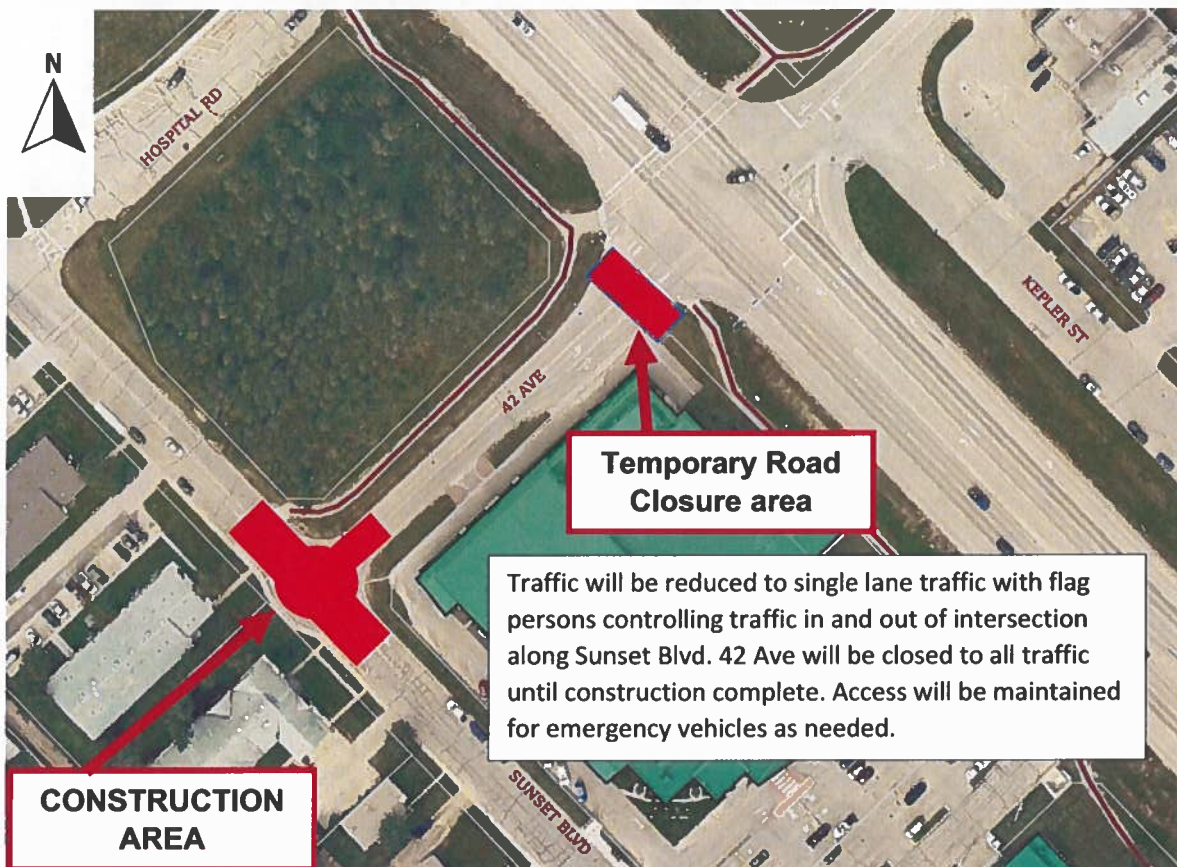 N
HOSPITAL RD
KEPLER ST
42 AVE
Temporary Road
Closure area
Traffic will be reduced to single lane traffic with flag
persons controlling traffic in and out of intersection
along Sunset Blvd. 42 Ave will be closed to all traffic
until construction complete. Access will be maintained
for emergency vehicles as needed.
SUNSET BLVD
CONSTRUCTION
AREA